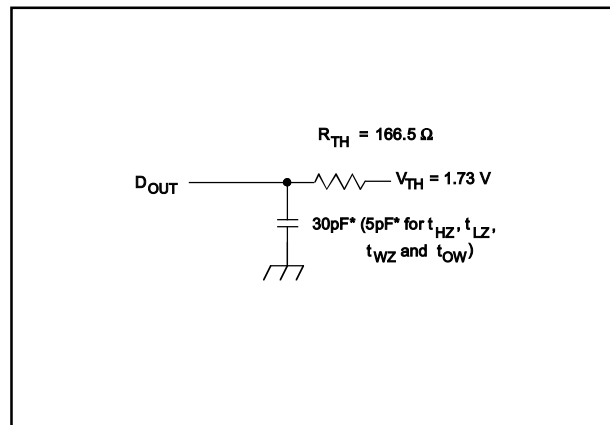 R_TH = 166.5 Ω
D_OUT
V_TH = 1.73 V
30pF* (5pF* for t_HZ, t_LZ,
t_WZ and t_OW)